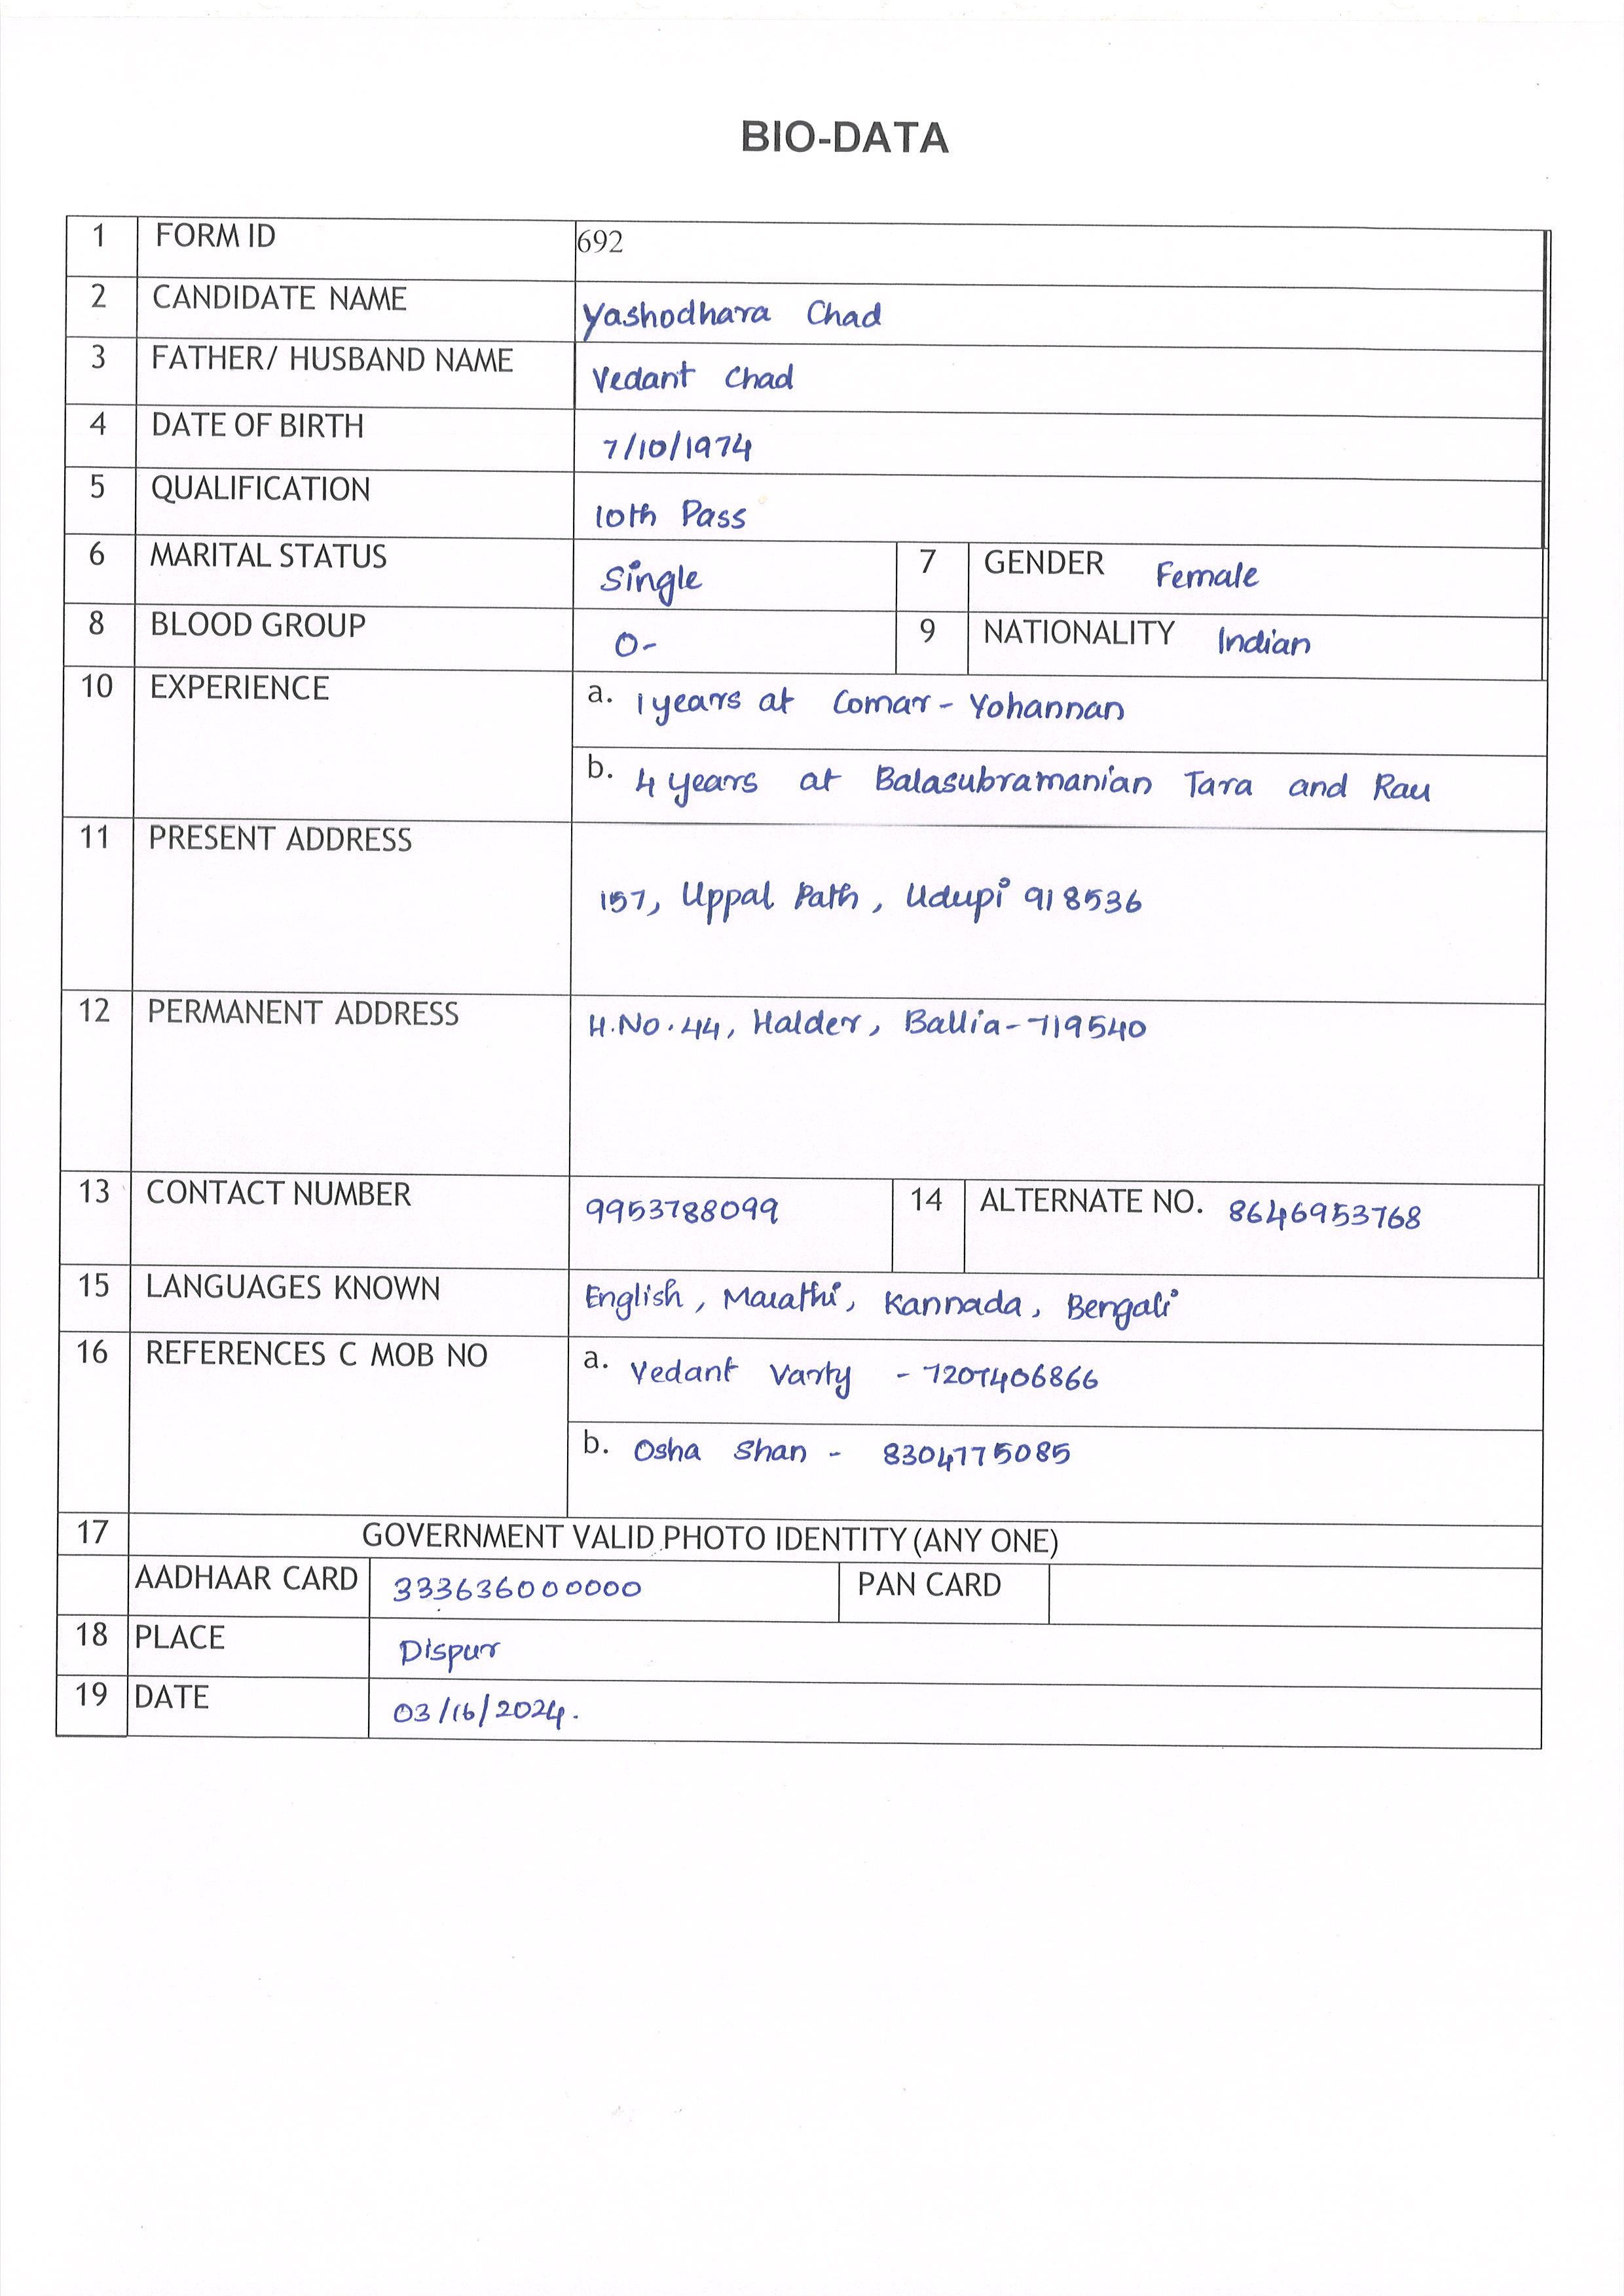 BIO-DATA
1 FORM ID 692
2 CANDIDATE NAME Yashodhara Chad
3 FATHER/ HUSBAND NAME Vedant Chad
4 DATE OF BIRTH 7/10/1974
5 QUALIFICATION 10th Pass
6 MARITAL STATUS Single 7 GENDER Female
8 BLOOD GROUP O- 9 NATIONALITY Indian
10 EXPERIENCE a. 1 years at Comar - Yohannan
b. 4 years at Balasubramanian Tara and Rau
11 PRESENT ADDRESS
157, Uppal Path, Udupi 918536
12 PERMANENT ADDRESS H.No. 44, Halder, Ballia - 719540
13 CONTACT NUMBER 9953788099 14 ALTERNATE NO. 8646953768
15 LANGUAGES KNOWN English, Marathi, Kannada, Bengali
16 REFERENCES C MOB NO a. Vedant Varty - 7207406866
b. Osha Shan - 8304775085
17 GOVERNMENT VALID PHOTO IDENTITY (ANY ONE)
AADHAAR CARD 333636000000 PAN CARD
18 PLACE Dispur
19 DATE 03/16/2024.